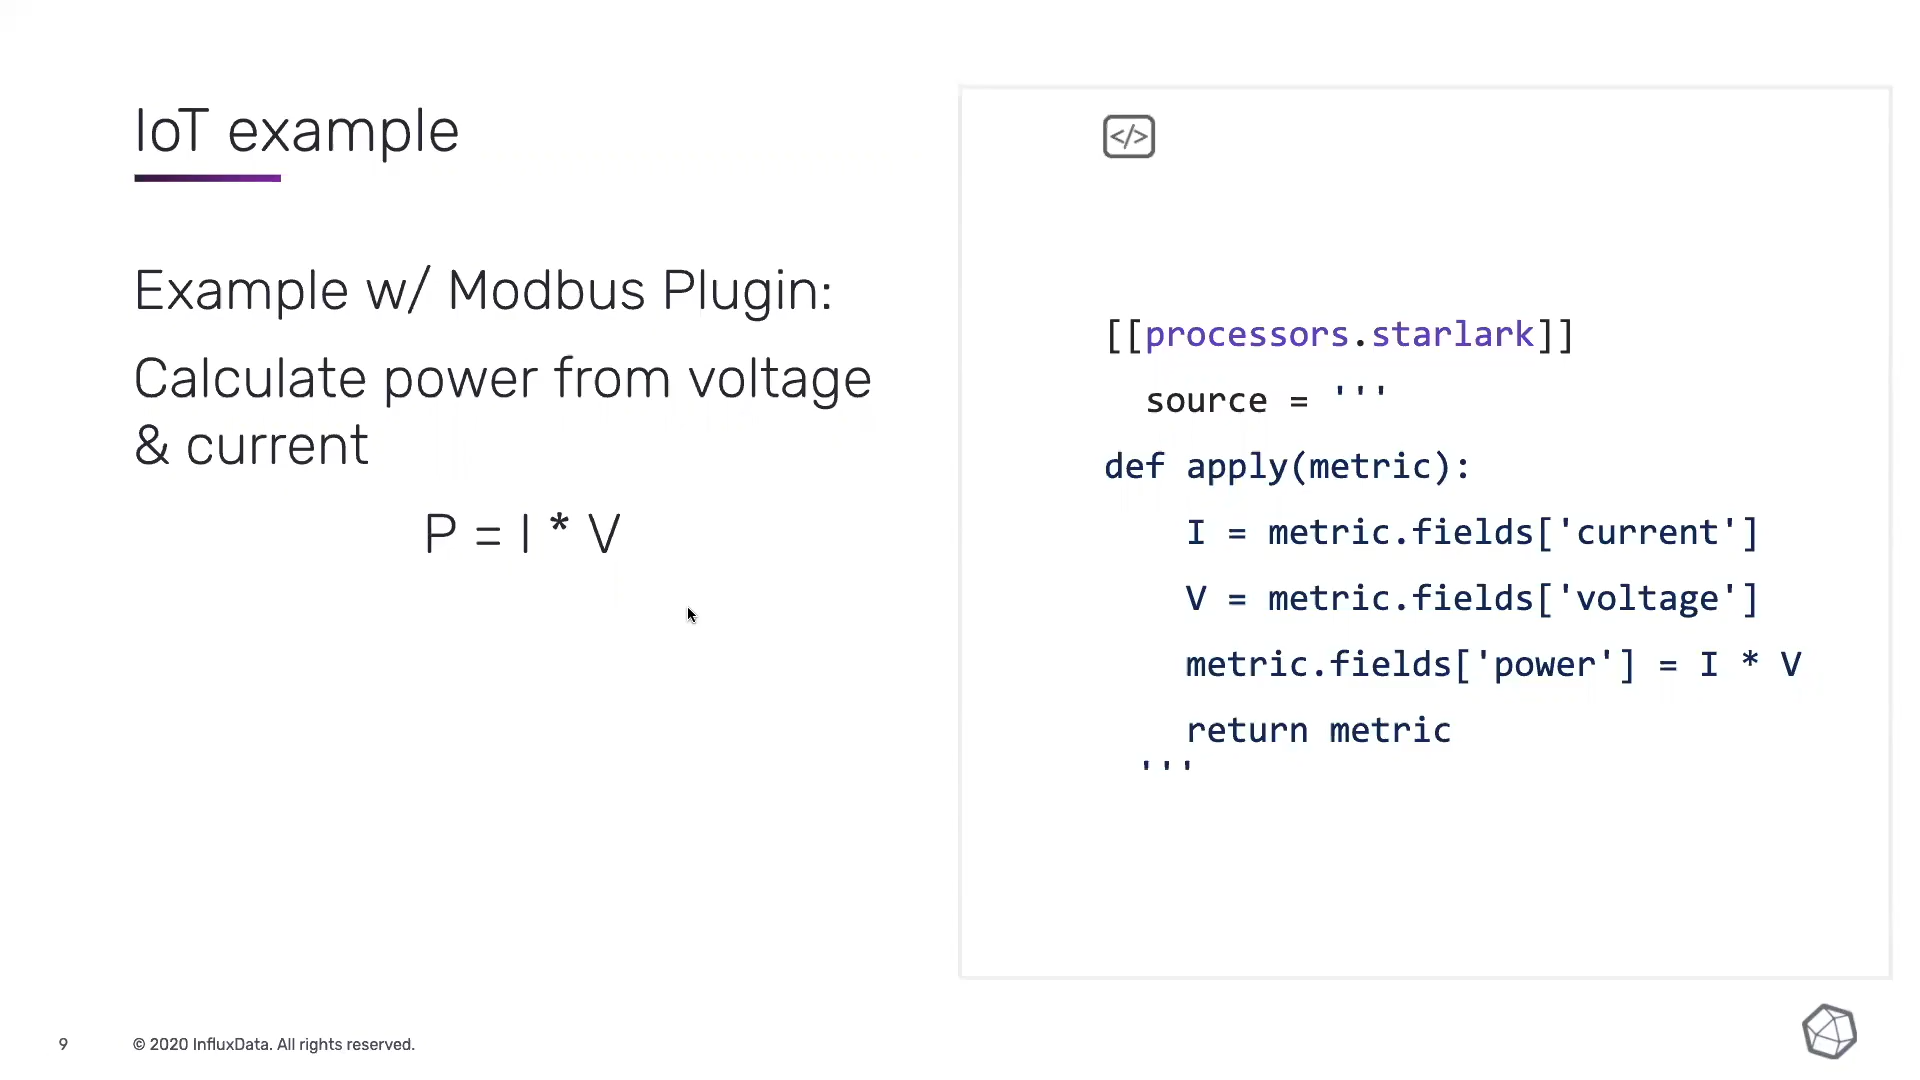 IoT example
Example w/ Modbus Plugin:
Calculate power from voltage
& current
P = I * V
</>
[[processors.starlark]]
  source = '''
def apply(metric):
    I = metric.fields['current']
    V = metric.fields['voltage']
    metric.fields['power'] = I * V
    return metric
  '''
9
© 2020 InfluxData. All rights reserved.